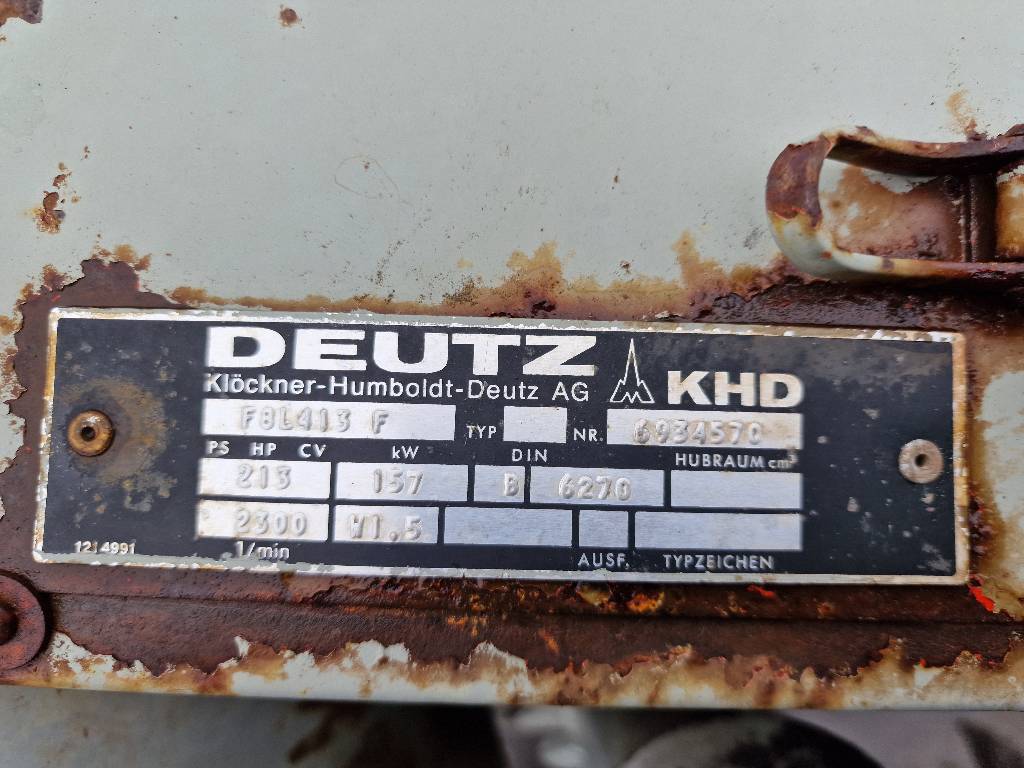 DEUTZ
Klöckner-Humboldt-Deutz AG KHD
F8L413 F TYP NR. 6934570
PS HP CV kW DIN HUBRAUM cm³
213 157 B 6270
2300 W1.5
1214991 1/min AUSF. TYPZEICHEN